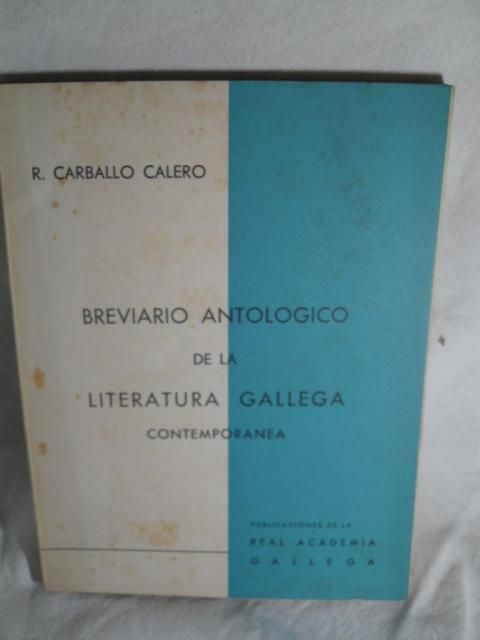 R. CARBALLO CALERO
BREVIARIO ANTOLOGICO
DE LA
LITERATURA GALLEGA
CONTEMPORANEA
PUBLICACIONES DE LA
REAL ACADEMIA
GALLEGA